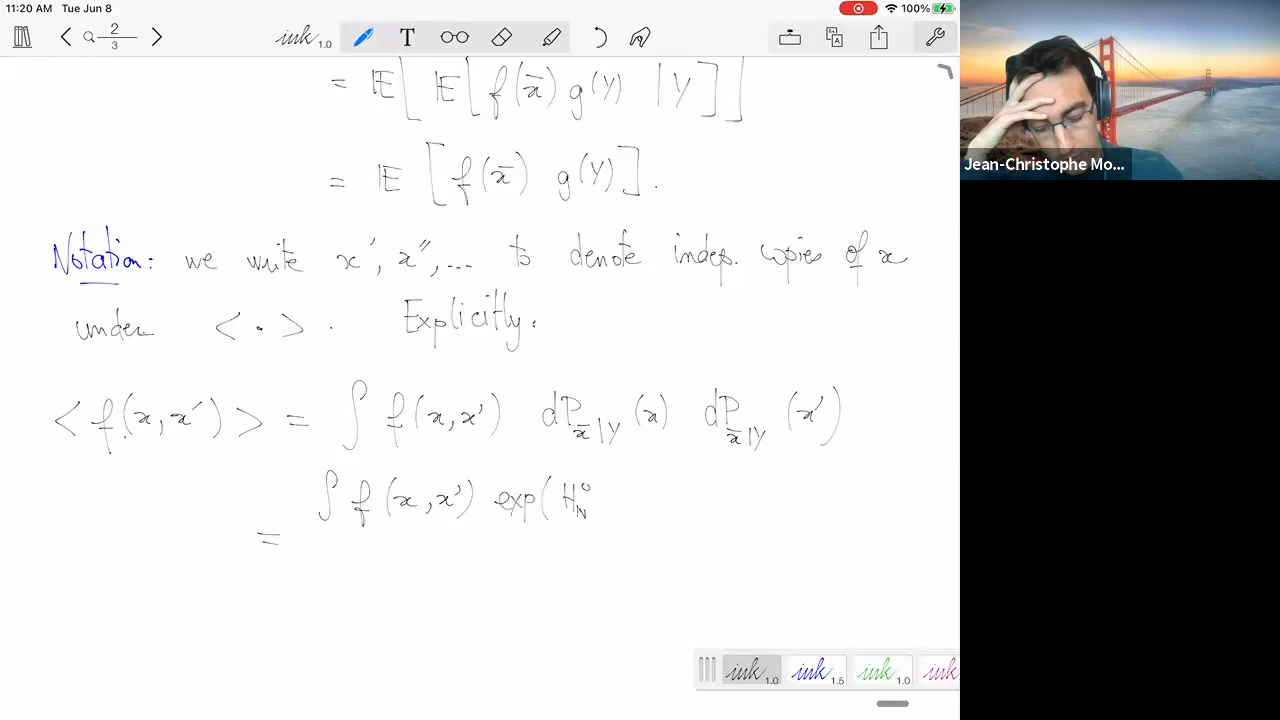 11:20 AM Tue Jun 8
100%
2
3
ink 1.0
T
= 𝔼[ 𝔼[ f(x̄) g(Y) | Y ] ]
= 𝔼 [ f(x̄) g(Y) ].
Notation: we write x', x'', ... to denote indep. copies of x
under < · >. Explicitly:
< f(x, x') > = ∫ f(x, x') dP_{x̄|Y} (x) dP_{x̄|Y} (x')
= ∫ f(x, x') exp( H_N^o
ink 1.0 ink 1.5 ink 1.0 ink
Jean-Christophe Mo...